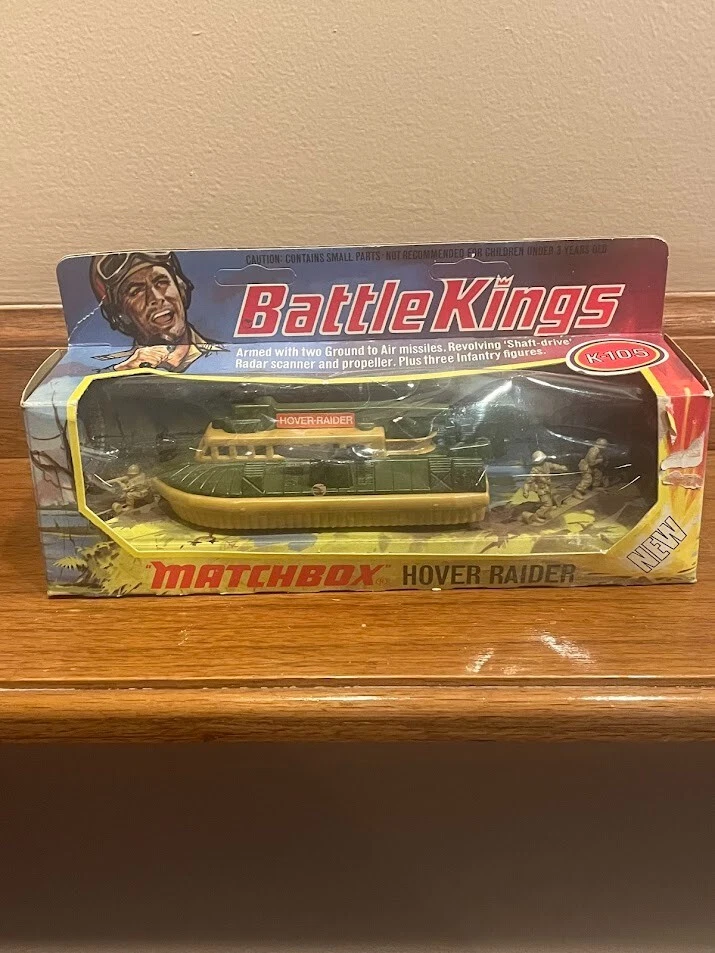 CAUTION: CONTAINS SMALL PARTS · NOT RECOMMENDED FOR CHILDREN UNDER 3 YEARS OLD
BattleKings
Armed with two Ground to Air missiles. Revolving 'Shaft-drive'
Radar scanner and propeller. Plus three Infantry figures.
K-105
HOVER-RAIDER
"MATCHBOX" HOVER RAIDER
NEW